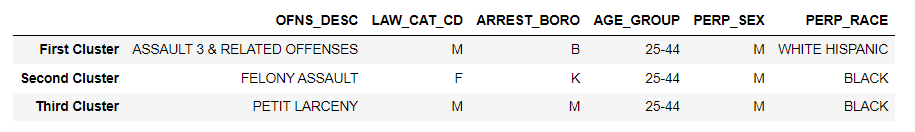 OFNS_DESC LAW_CAT_CD ARREST_BORO AGE_GROUP PERP_SEX PERP_RACE
First Cluster ASSAULT 3 & RELATED OFFENSES M B 25-44 M WHITE HISPANIC
Second Cluster FELONY ASSAULT F K 25-44 M BLACK
Third Cluster PETIT LARCENY M M 25-44 M BLACK